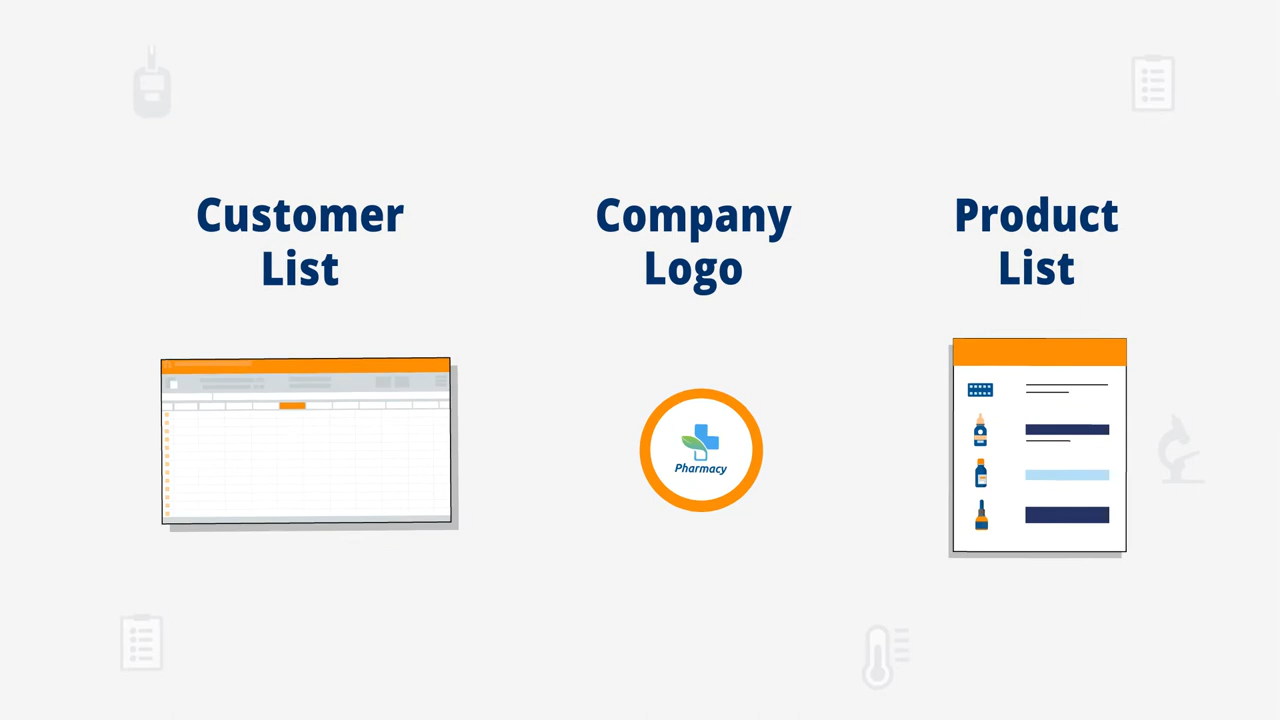 Customer
List
Company
Logo
Product
List
Pharmacy